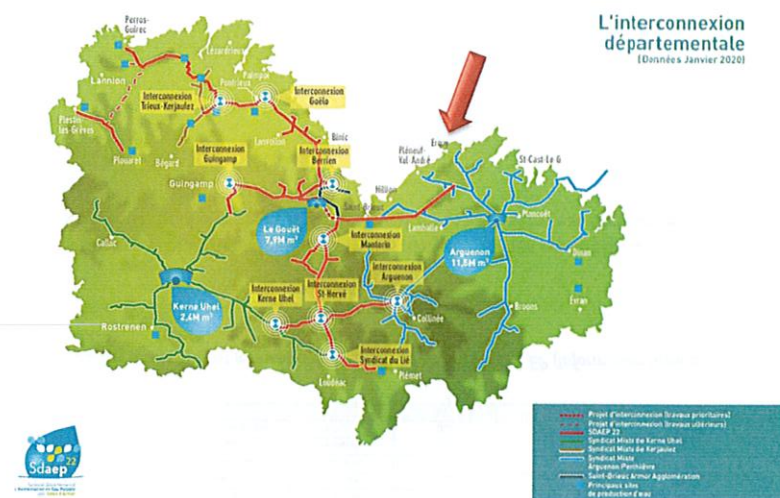 L'interconnexion
départementale
(Données Janvier 2020)
Perros-
Guirec
Lézardrieux
Lannion
Paimpol
Pontrieux
Interconnexion
Trieux-Kerjaulez
Interconnexion
Goëlo
Plestin
les Grèves
Plouaret
Bégard
Lanvollon
Binic
Interconnexion
Guingamp
Interconnexion
Berrien
Guingamp
Pléneuf-
Val André
Erquy
St-Cast Le G
Hillion
Saint-Brieuc
Lamballe
Plancoët
Le Gouët
7,9M m³
Interconnexion
Mantorio
Arguenon
11,5M m³
Dinan
Evran
Callac
Kerne Uhel
2,4M m³
Interconnexion
Kerne Uhel
Interconnexion
St-Hervé
Interconnexion
Arguenon
Rostrenen
Collinée
Broons
Interconnexion
Syndicat du Lié
Loudéac
Plémet
Projet d'interconnexion (travaux prioritaires)
Projet d'interconnexion (travaux ultérieurs)
SDAEP 22
Syndicat Mixte de Kerne Uhel
Syndicat Mixte de Kerjaulez
Syndicat Mixte
Arguenon Penthièvre
Saint-Brieuc Armor Agglomération
Principaux sites
de production d'eau
Sdaep 22